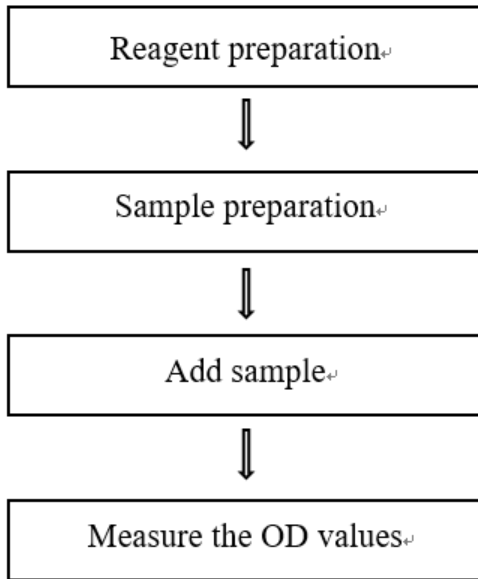 Reagent preparation
Sample preparation
Add sample
Measure the OD values